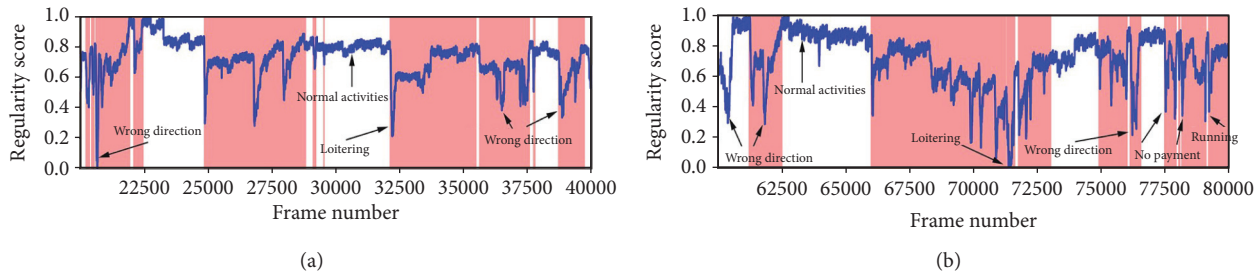 Regularity score
1.0
0.8
0.6
0.4
0.2
0.0
Wrong direction
Normal activities
Loitering
Wrong direction
22500
25000
27500
30000
32500
35000
37500
40000
Frame number
(a)
Regularity score
1.0
0.8
0.6
0.4
0.2
0.0
Wrong direction
Normal activities
Loitering
Wrong direction
No payment
Running
62500
65000
67500
70000
72500
75000
77500
80000
Frame number
(b)